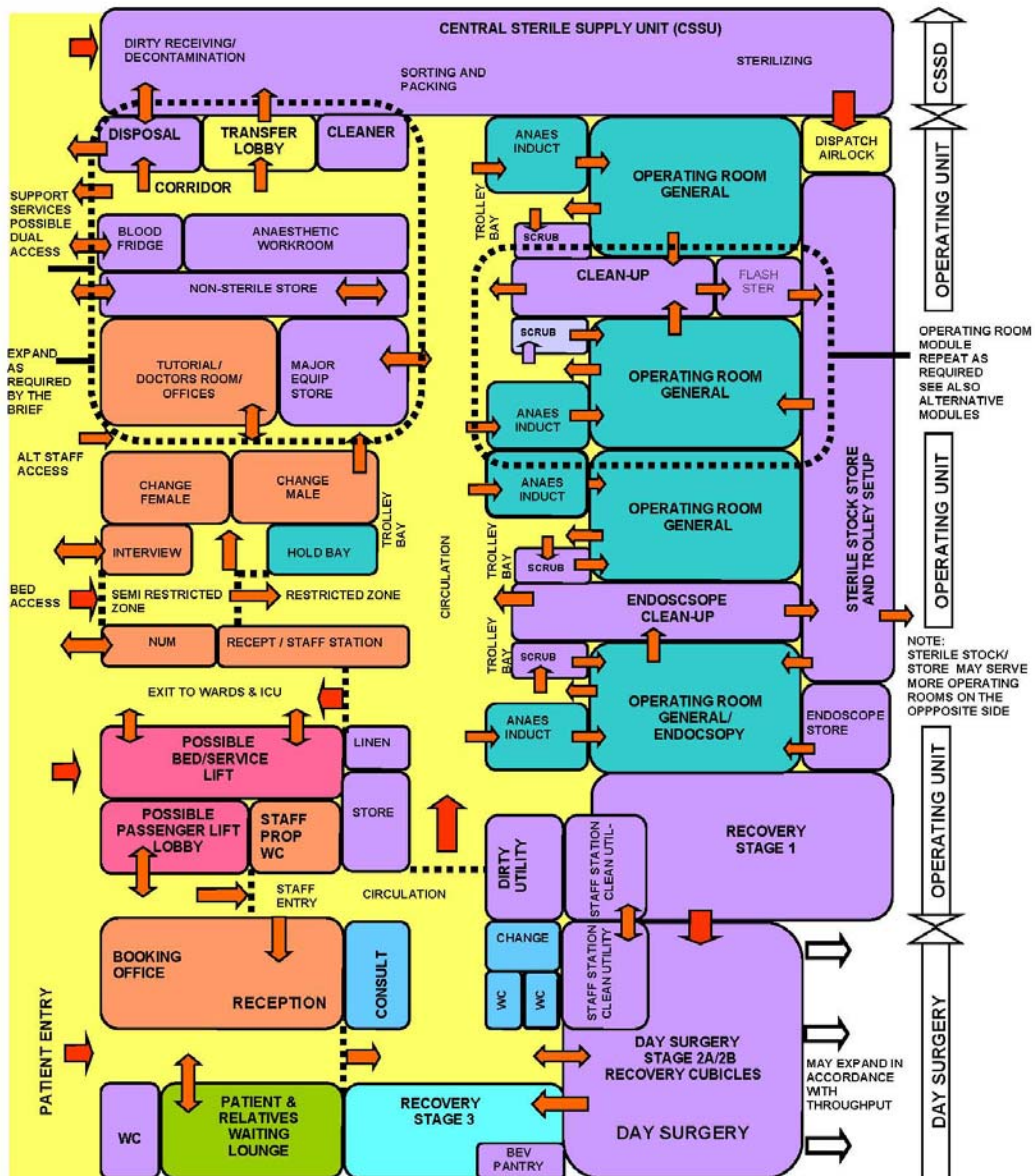 CENTRAL STERILE SUPPLY UNIT (CSSU)
DIRTY RECEIVING/
DECONTAMINATION
SORTING AND
PACKING
STERILIZING
CSSD
DISPOSAL
TRANSFER
LOBBY
CLEANER
CORRIDOR
ANAES
INDUCT
OPERATING ROOM
GENERAL
DISPATCH
AIRLOCK
OPERATING UNIT
SUPPORT
SERVICES
POSSIBLE
DUAL
ACCESS
BLOOD
FRIDGE
ANAESTHETIC
WORKROOM
TROLLEY
BAY
SCRUB
CLEAN-UP
FLASH
STER
NON-STERILE STORE
SCRUB
EXPAND
AS
REQUIRED
BY THE
BRIEF
TUTORIAL/
DOCTORS ROOM/
OFFICES
MAJOR
EQUIP
STORE
OPERATING ROOM
GENERAL
ANAES
INDUCT
OPERATING ROOM
MODULE
REPEAT AS
REQUIRED
SEE ALSO
ALTERNATIVE
MODULES
ALT STAFF
ACCESS
CHANGE
FEMALE
CHANGE
MALE
TROLLEY
BAY
ANAES
INDUCT
OPERATING ROOM
GENERAL
STERILE STOCK STORE
AND TROLLEY SETUP
OPERATING UNIT
INTERVIEW
HOLD BAY
CIRCULATION
TROLLEY
BAY
SCRUB
BED
ACCESS
SEMI RESTRICTED
ZONE
RESTRICTED ZONE
ENDOSCSOPE
CLEAN-UP
NUM
RECEPT / STAFF STATION
TROLLEY
BAY
SCRUB
NOTE:
STERILE STOCK/
STORE MAY SERVE
MORE OPERATING
ROOMS ON THE
OPPPOSITE SIDE
EXIT TO WARDS & ICU
OPERATING ROOM
GENERAL/
ENDOCSOPY
ANAES
INDUCT
ENDOSCOPE
STORE
POSSIBLE
BED/SERVICE
LIFT
LINEN
POSSIBLE
PASSENGER LIFT
LOBBY
STAFF
PROP
WC
STORE
DIRTY
UTILITY
STAFF STATION
CLEAN UTIL-
RECOVERY
STAGE 1
OPERATING UNIT
STAFF
ENTRY
CIRCULATION
BOOKING
OFFICE
RECEPTION
CONSULT
CHANGE
WC
WC
STAFF STATION
CLEAN UTILITY
PATIENT ENTRY
DAY SURGERY
STAGE 2A/2B
RECOVERY CUBICLES
MAY EXPAND IN
ACCORDANCE
WITH
THROUGHPUT
DAY SURGERY
WC
PATIENT &
RELATIVES
WAITING
LOUNGE
RECOVERY
STAGE 3
BEV
PANTRY
DAY SURGERY